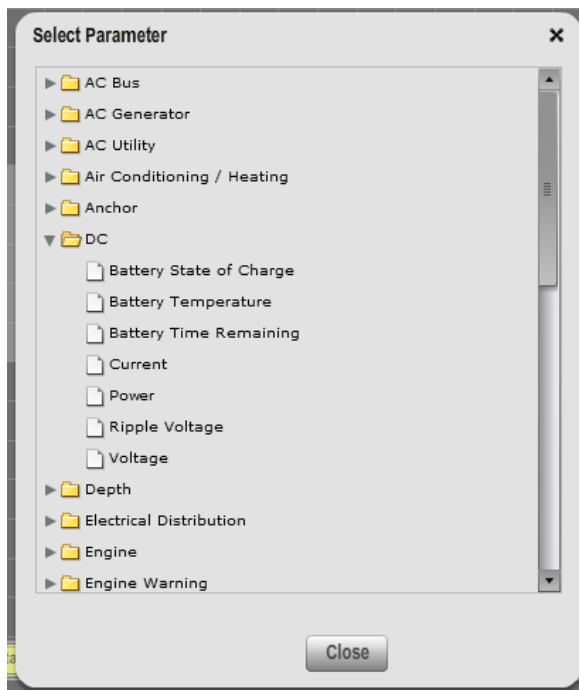 Select Parameter
AC Bus
AC Generator
AC Utility
Air Conditioning / Heating
Anchor
DC
Battery State of Charge
Battery Temperature
Battery Time Remaining
Current
Power
Ripple Voltage
Voltage
Depth
Electrical Distribution
Engine
Engine Warning
Close